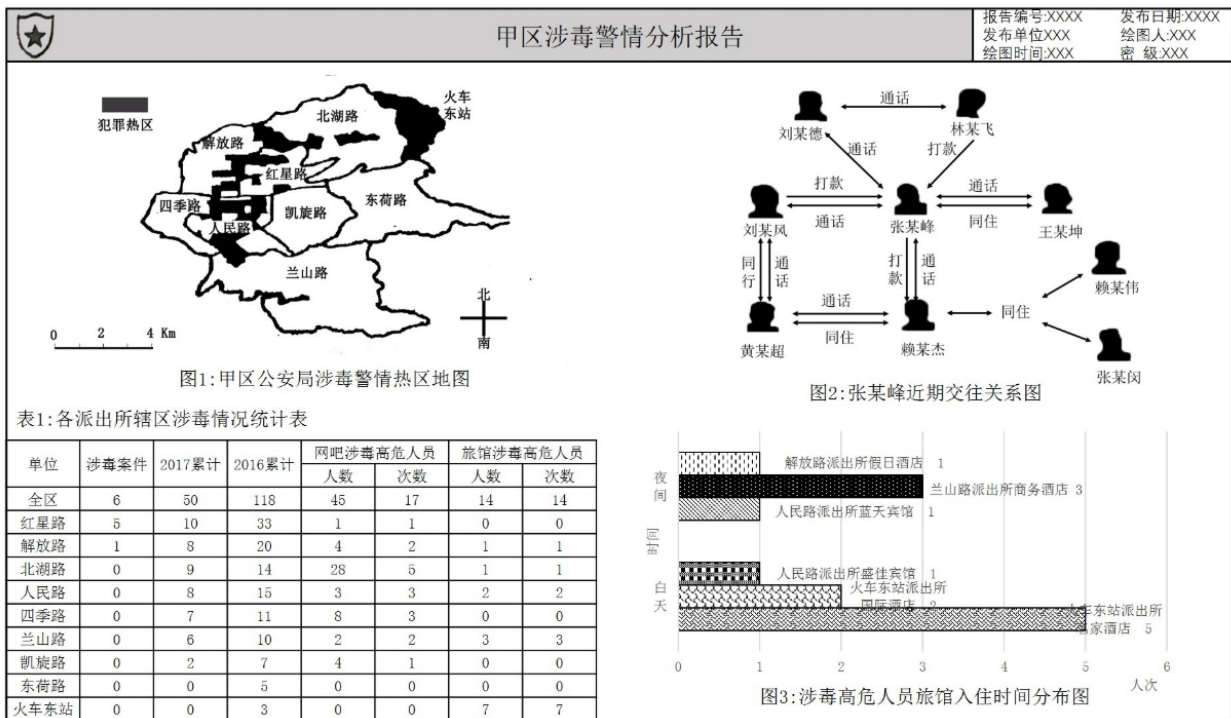 甲区涉毒警情分析报告
报告编号:XXXX 发布日期:XXXX
发布单位XXX 绘图人:XXX
绘图时间:XXX 密 级:XXX
犯罪热区
火车
东站
北湖路
解放路
红星路
四季路
凯旋路
东荷路
人民路
兰山路
北
南
0 2 4 Km
图1:甲区公安局涉毒警情热区地图
通话
刘某德
林某飞
通话
打款
打款
通话
通话
同住
刘某风
张某峰
王某坤
同行
通话
打款
通话
赖某伟
通话
同住
同住
黄某超
赖某杰
张某闵
图2:张某峰近期交往关系图
表1:各派出所辖区涉毒情况统计表
单位 涉毒案件 2017累计 2016累计 网吧涉毒高危人员 旅馆涉毒高危人员
人数 次数 人数 次数
全区 6 50 118 45 17 14 14
红星路 5 10 33 1 1 0 0
解放路 1 8 20 4 2 1 1
北湖路 0 9 14 28 5 1 1
人民路 0 8 15 3 3 2 2
四季路 0 7 11 8 3 0 0
兰山路 0 6 10 2 2 3 3
凯旋路 0 2 7 4 1 0 0
东荷路 0 0 5 0 0 0 0
火车东站 0 0 3 0 0 7 7
夜间
时间
白天
解放路派出所假日酒店 1
兰山路派出所商务酒店 3
人民路派出所蓝天宾馆 1
人民路派出所盛佳宾馆 1
火车东站派出所
国际酒店 2
火车东站派出所
名家酒店 5
0 1 2 3 4 5 6
人次
图3:涉毒高危人员旅馆入住时间分布图